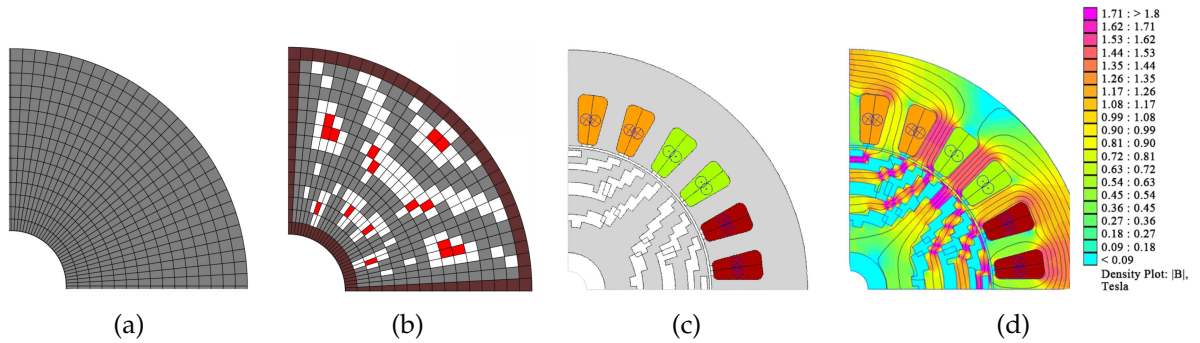 1.71 : > 1.8
1.62 : 1.71
1.53 : 1.62
1.44 : 1.53
1.35 : 1.44
1.26 : 1.35
1.17 : 1.26
1.08 : 1.17
0.99 : 1.08
0.90 : 0.99
0.81 : 0.90
0.72 : 0.81
0.63 : 0.72
0.54 : 0.63
0.45 : 0.54
0.36 : 0.45
0.27 : 0.36
0.18 : 0.27
0.09 : 0.18
< 0.09
Density Plot: |B|,
Tesla
(a)
(b)
(c)
(d)